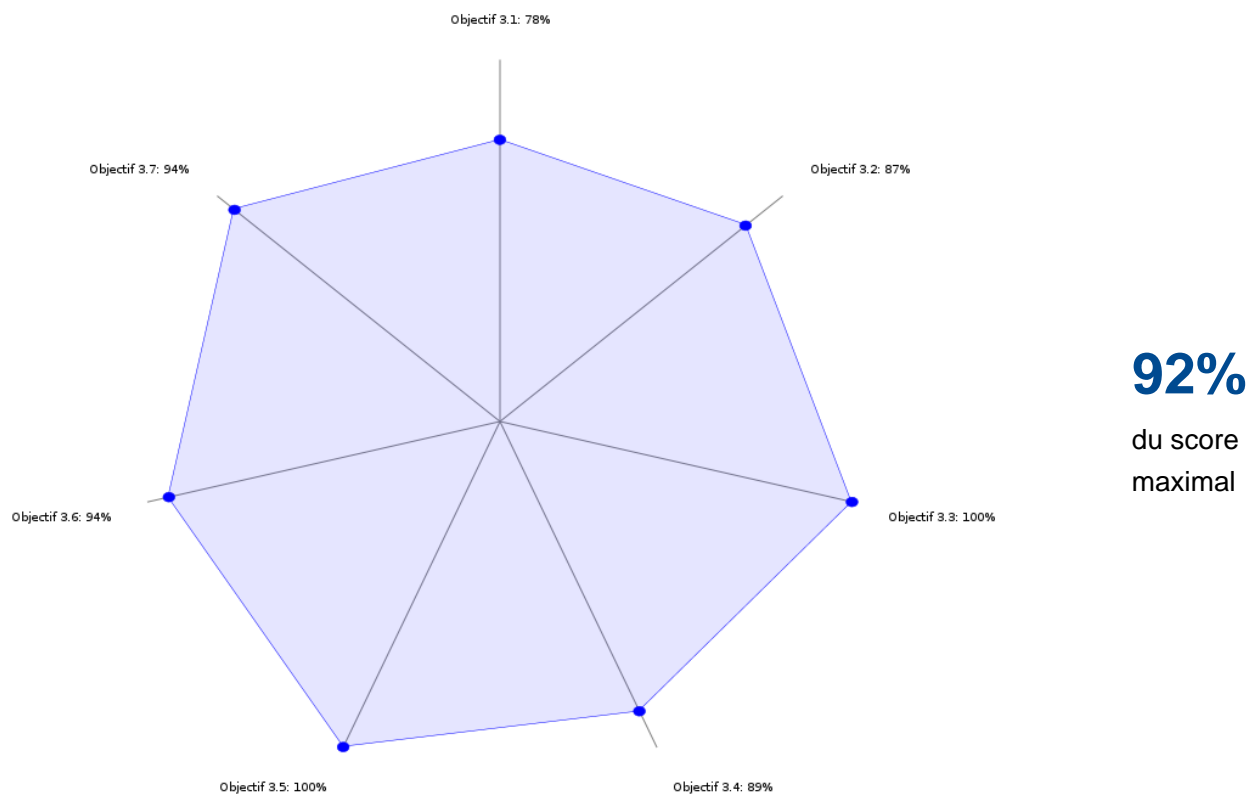 Objectif 3.1: 78%
Objectif 3.7: 94%
Objectif 3.2: 87%
92%
du score
maximal
Objectif 3.6: 94%
Objectif 3.3: 100%
Objectif 3.5: 100%
Objectif 3.4: 89%